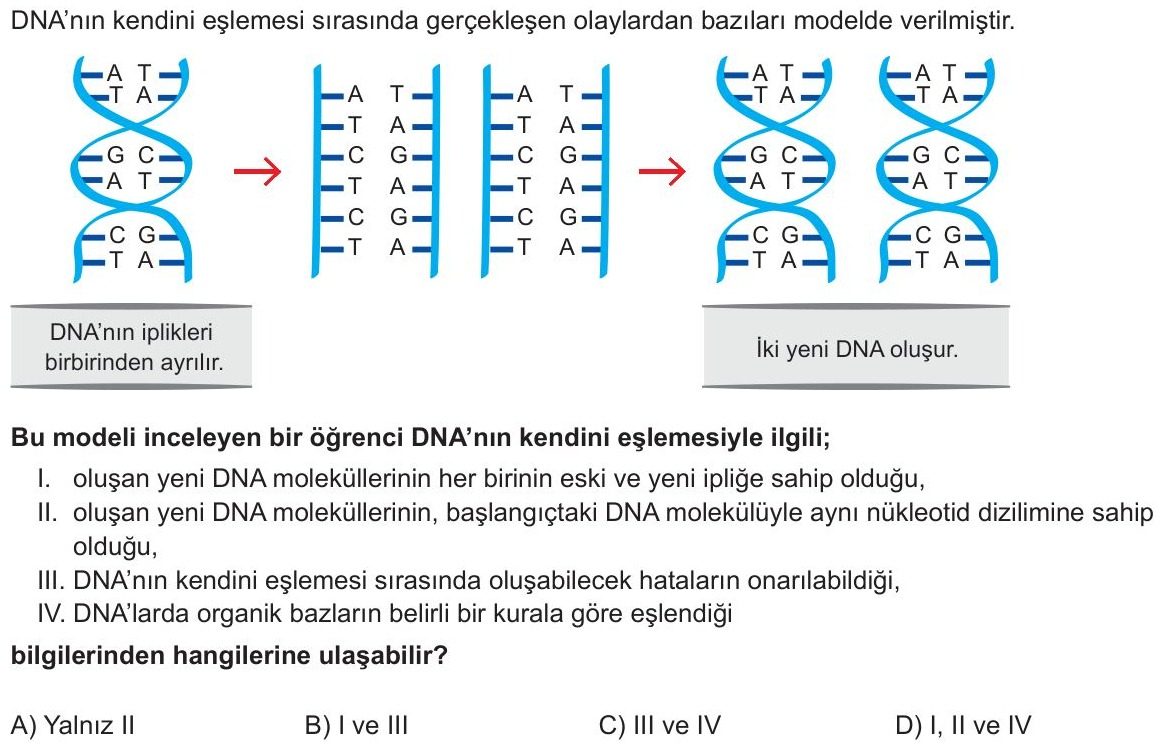 DNA’nın kendini eşlemesi sırasında gerçekleşen olaylardan bazıları modelde verilmiştir.
A T A T A T A T A T
T A T A T A T A T A
G C C G C G G C G C
A T T A T A A T A T
C G C G C G C G C G
T A T A T A T A T A
DNA’nın iplikleri
birbirinden ayrılır.
İki yeni DNA oluşur.
Bu modeli inceleyen bir öğrenci DNA’nın kendini eşlemesiyle ilgili;
I. oluşan yeni DNA moleküllerinin her birinin eski ve yeni ipliğe sahip olduğu,
II. oluşan yeni DNA moleküllerinin, başlangıçtaki DNA molekülüyle aynı nükleotid dizilimine sahip
olduğu,
III. DNA’nın kendini eşlemesi sırasında oluşabilecek hataların onarılabildiği,
IV. DNA’larda organik bazların belirli bir kurala göre eşlendiği
bilgilerinden hangilerine ulaşabilir?
A) Yalnız II B) I ve III C) III ve IV D) I, II ve IV